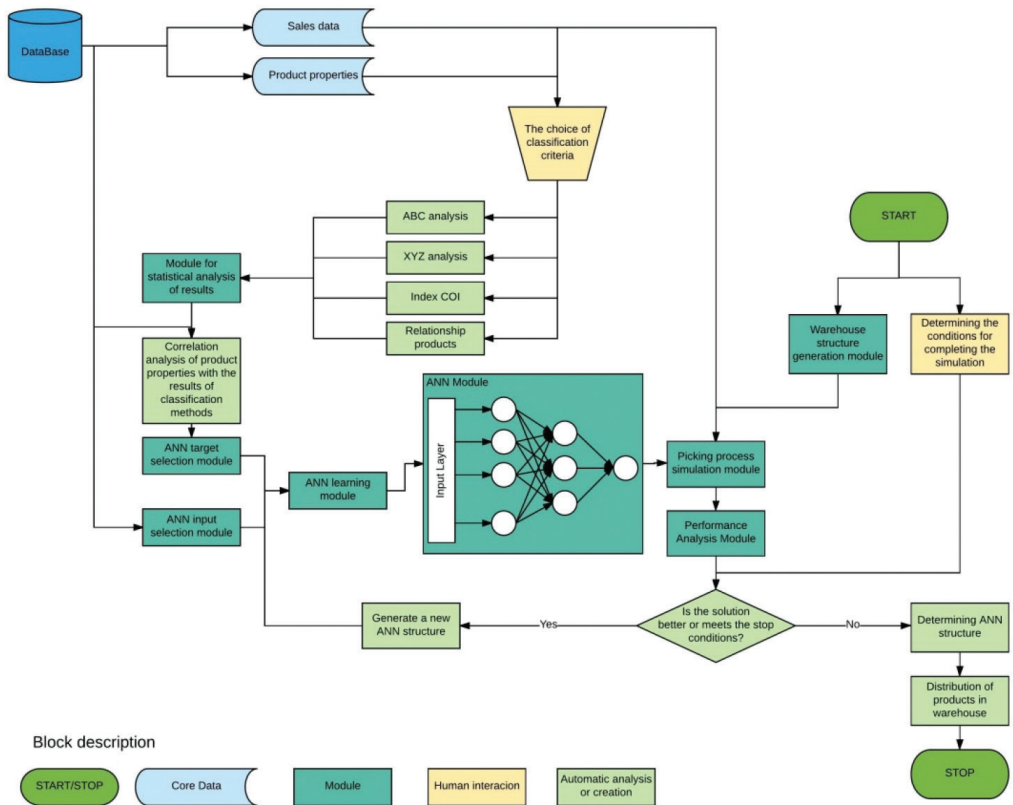 DataBase
Sales data
Product properties
The choice of
classification
criteria
ABC analysis
XYZ analysis
Index COI
Relationship
products
Module for
statistical analysis
of results
Correlation
analysis of product
properties with the
results of
classification
methods
ANN target
selection module
ANN input
selection module
ANN learning
module
ANN Module
Input Layer
START
Warehouse
structure
generation module
Determining the
conditions for
completing the
simulation
Picking process
simulation module
Performance
Analysis Module
Is the solution
better or meets the stop
conditions?
Yes
No
Generate a new
ANN structure
Determining ANN
structure
Distribution of
products in
warehouse
STOP
Block description
START/STOP
Core Data
Module
Human interacion
Automatic analysis
or creation